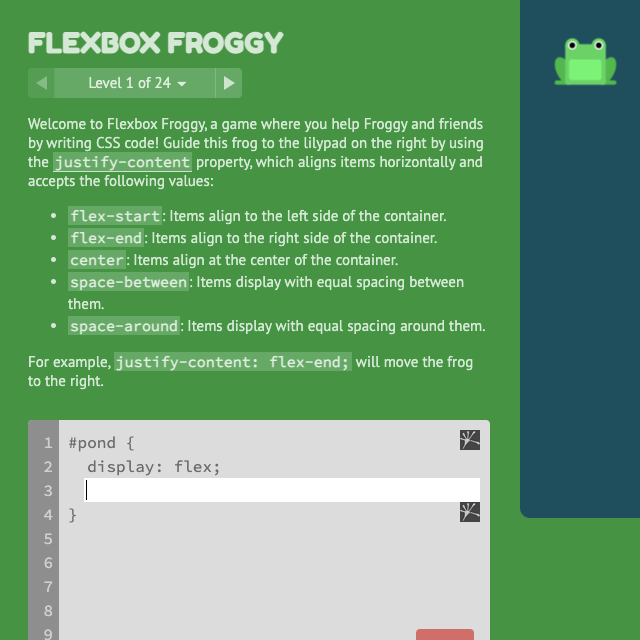 FLEXBOX FROGGY
Level 1 of 24
Welcome to Flexbox Froggy, a game where you help Froggy and friends
by writing CSS code! Guide this frog to the lilypad on the right by using
the justify-content property, which aligns items horizontally and
accepts the following values:
• flex-start: Items align to the left side of the container.
• flex-end: Items align to the right side of the container.
• center: Items align at the center of the container.
• space-between: Items display with equal spacing between
them.
• space-around: Items display with equal spacing around them.
For example, justify-content: flex-end; will move the frog
to the right.
1 #pond {
2 display: flex;
3
4 }
5
6
7
8
9